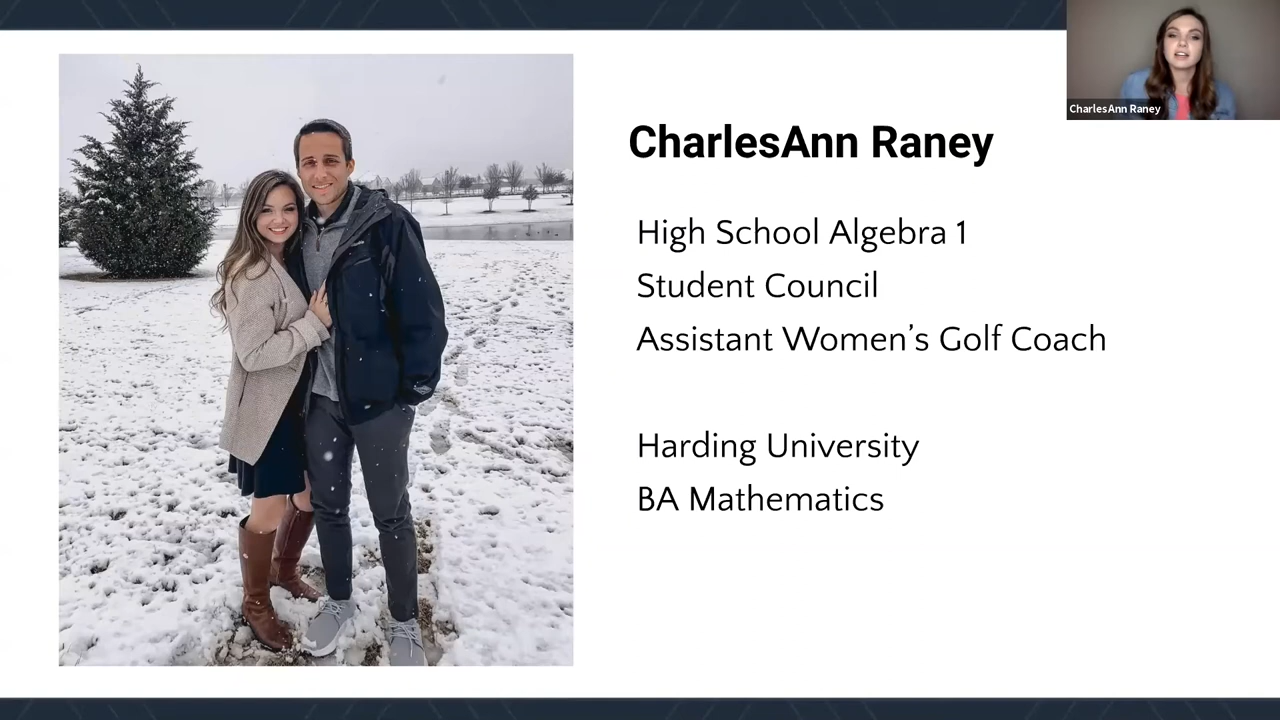 CharlesAnn Raney
CharlesAnn Raney
High School Algebra 1
Student Council
Assistant Women’s Golf Coach
Harding University
BA Mathematics